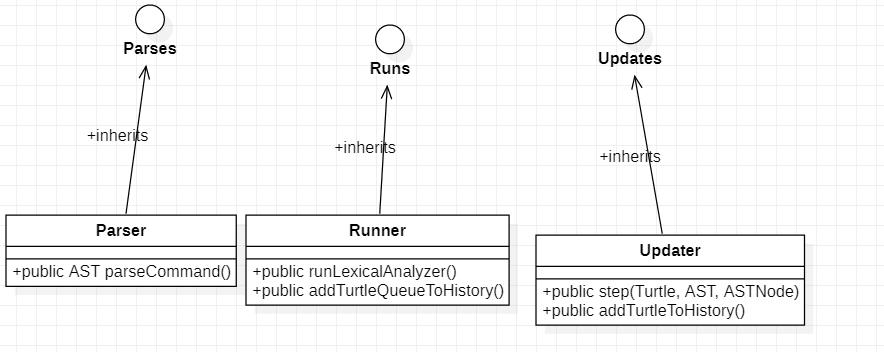 Parses
Runs
Updates
+inherits
+inherits
+inherits
Parser
+public AST parseCommand()
Runner
+public runLexicalAnalyzer()
+public addTurtleQueueToHistory()
Updater
+public step(Turtle, AST, ASTNode)
+public addTurtleToHistory()